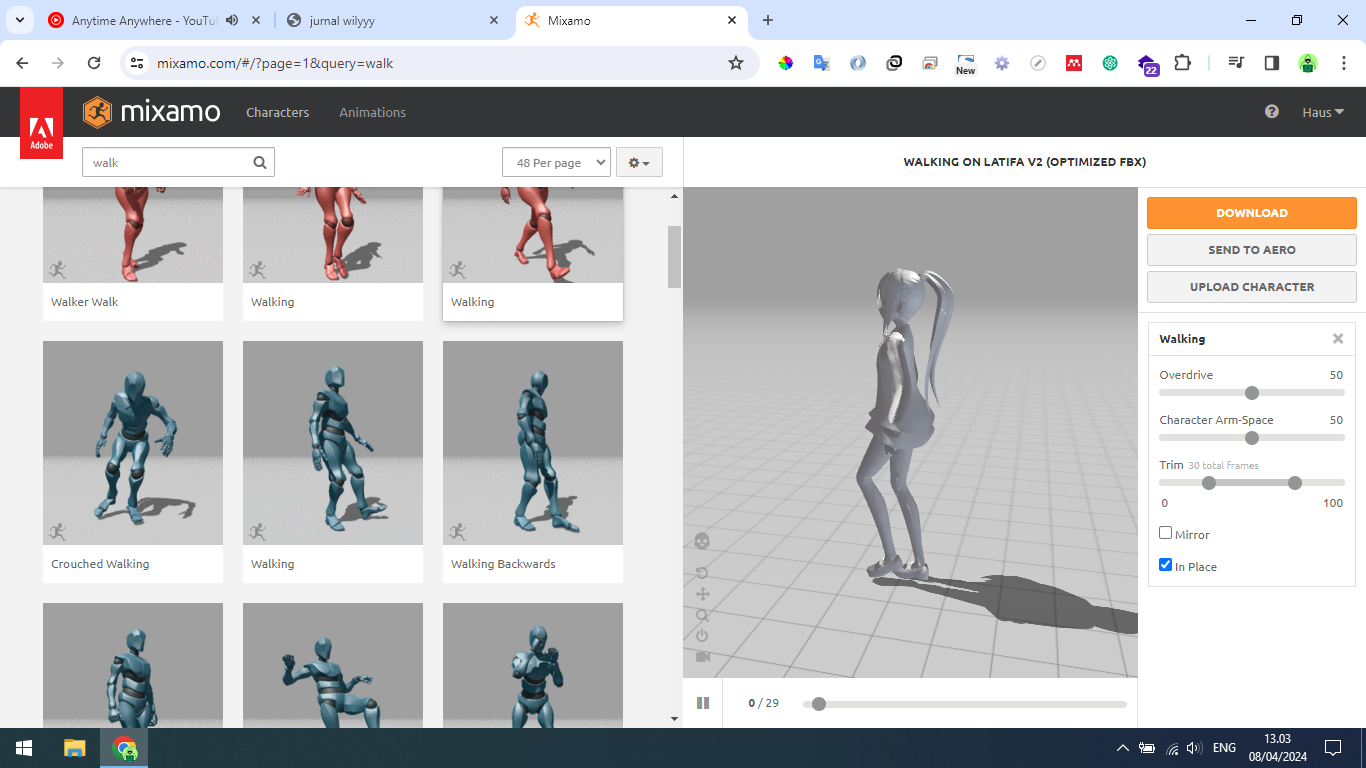 Anytime Anywhere - YouTu
jurnal wilyyy
Mixamo
mixamo.com/#/?page=1&query=walk
New
22
Adobe
mixamo
Characters
Animations
Haus
walk
48 Per page
WALKING ON LATIFA V2 (OPTIMIZED FBX)
Walker Walk
Walking
Walking
Crouched Walking
Walking
Walking Backwards
DOWNLOAD
SEND TO AERO
UPLOAD CHARACTER
Walking
Overdrive 50
Character Arm-Space 50
Trim 30 total frames
0 100
Mirror
In Place
0 / 29
ENG
13.03
08/04/2024